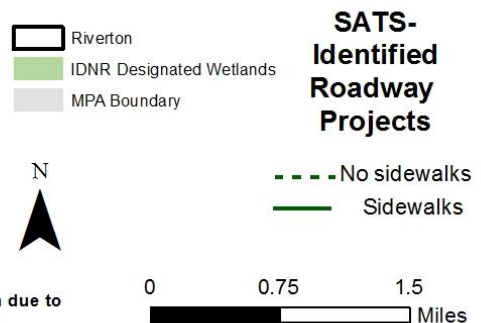 Riverton
IDNR Designated Wetlands
MPA Boundary
SATS-
Identified
Roadway
Projects
No sidewalks
Sidewalks
N
due to
0 0.75 1.5
Miles